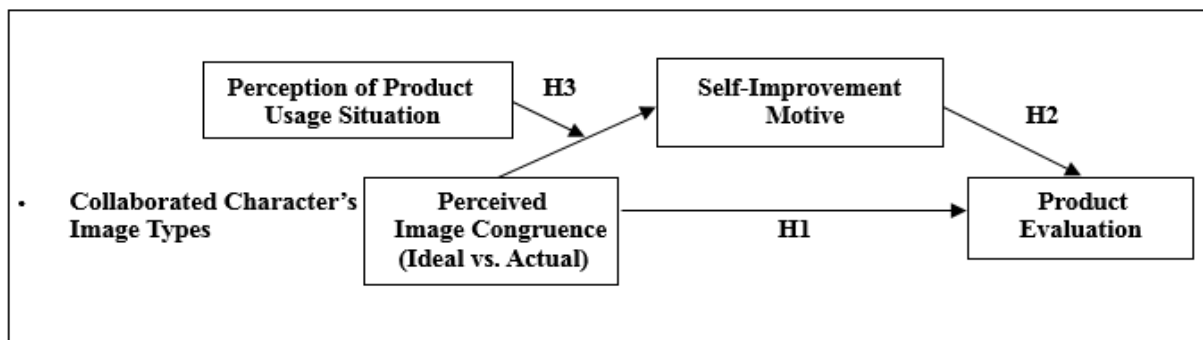 Perception of Product
Usage Situation
H3
Self-Improvement
Motive
H2
• Collaborated Character's
Image Types
Perceived
Image Congruence
(Ideal vs. Actual)
H1
Product
Evaluation